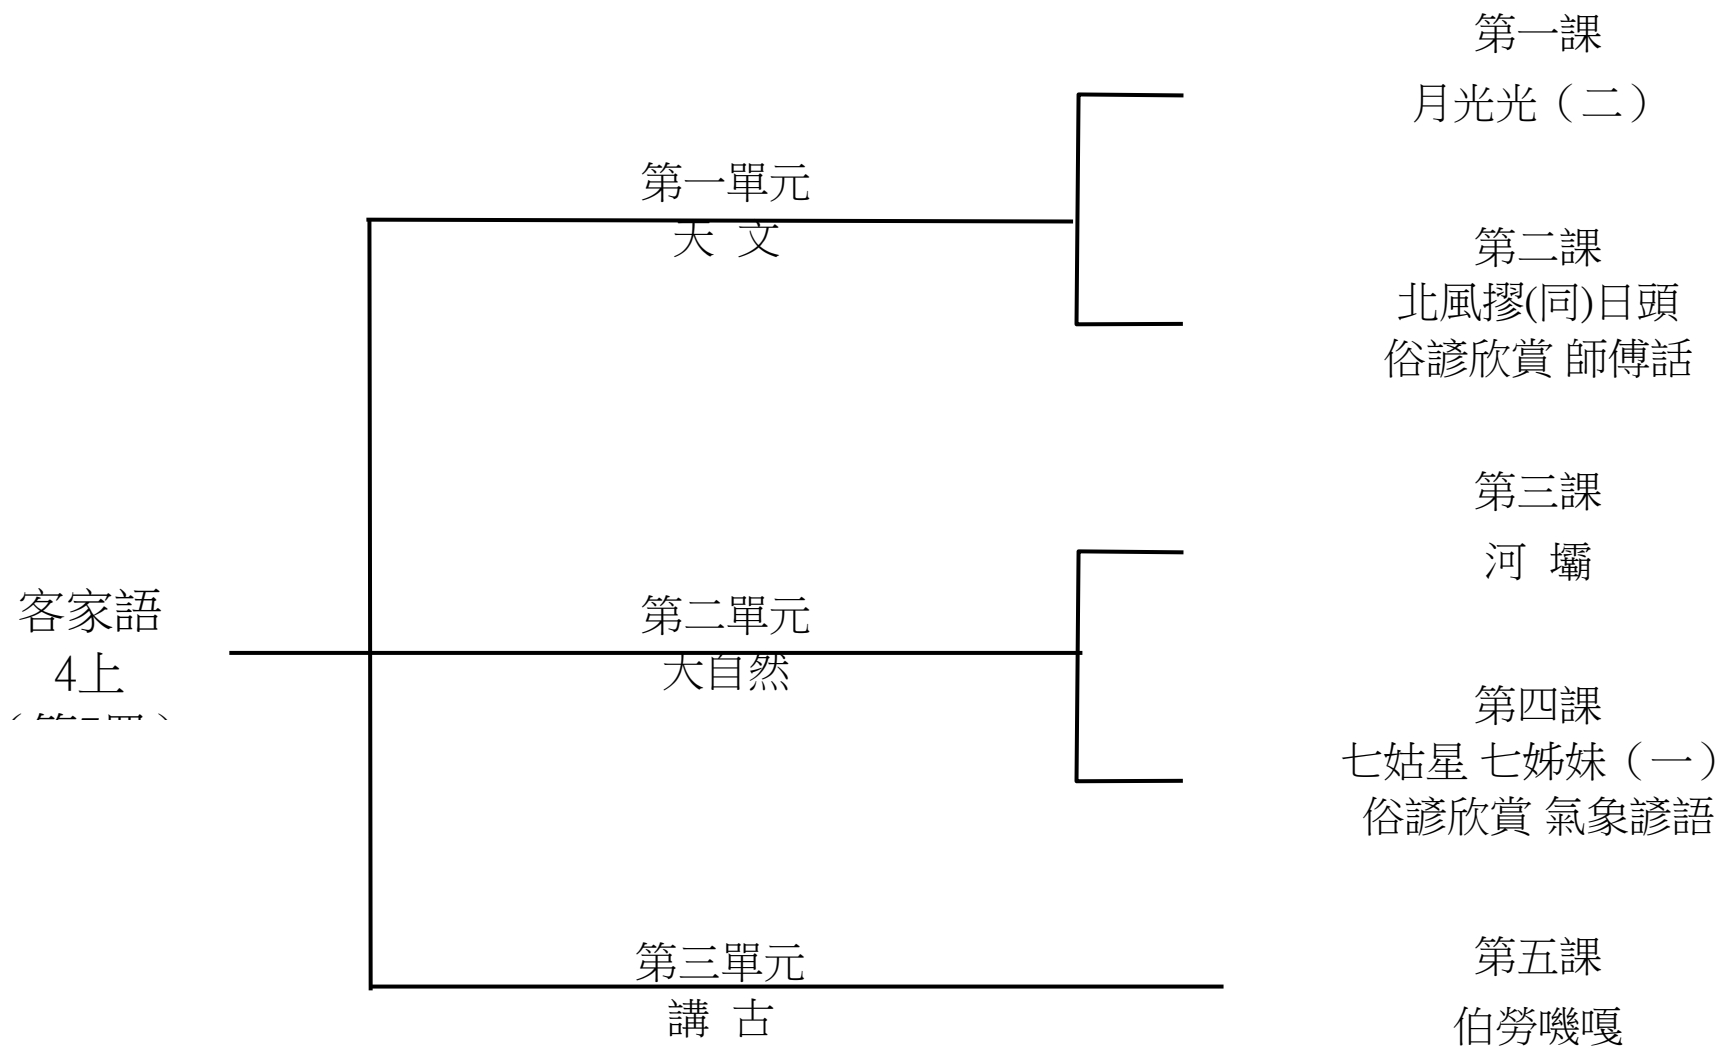 客家語
4上
第一單元
天 文
第一課
月光光（二）
第二課
北風摎(同)日頭
俗諺欣賞 師傅話
第二單元
大自然
第三課
河 壩
第四課
七姑星 七姊妹（一）
俗諺欣賞 氣象諺語
第三單元
講 古
第五課
伯勞嘰嘎